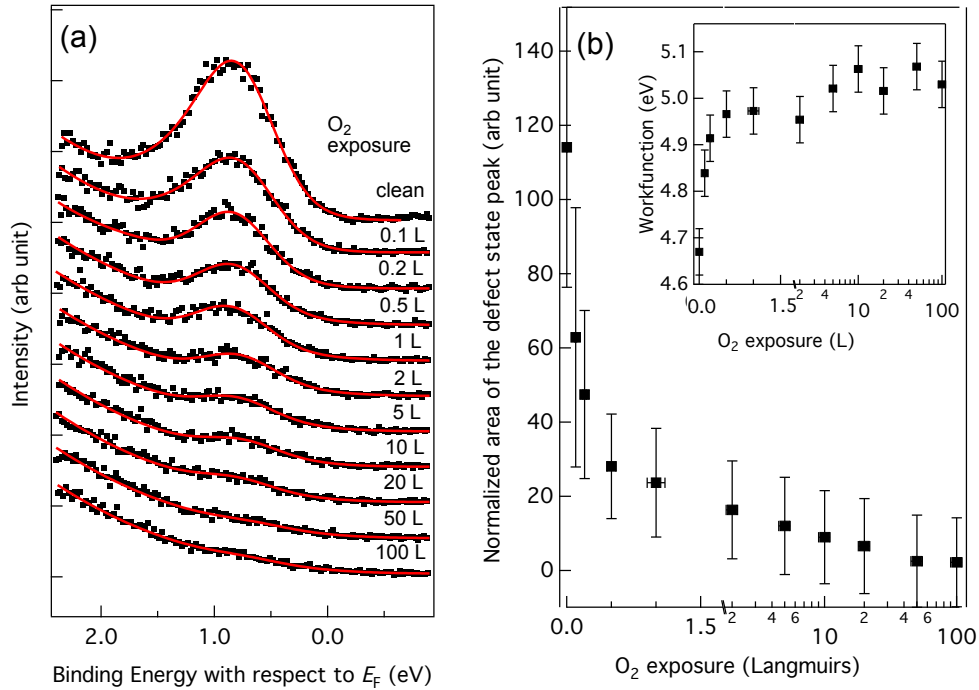 (a)
O2
exposure
clean
0.1 L
0.2 L
0.5 L
1 L
2 L
5 L
10 L
20 L
50 L
100 L
Intensity (arb unit)
2.0 1.0 0.0
Binding Energy with respect to EF (eV)
(b)
Normalized area of the defect state peak (arb unit)
140
120
100
80
60
40
20
0
0.0 1.5 2 4 6 10 2 4 6 100
O2 exposure (Langmuirs)
Workfunction (eV)
5.1
5.0
4.9
4.8
4.7
4.6
0.0 1.5 2 4 10 2 4 100
O2 exposure (L)